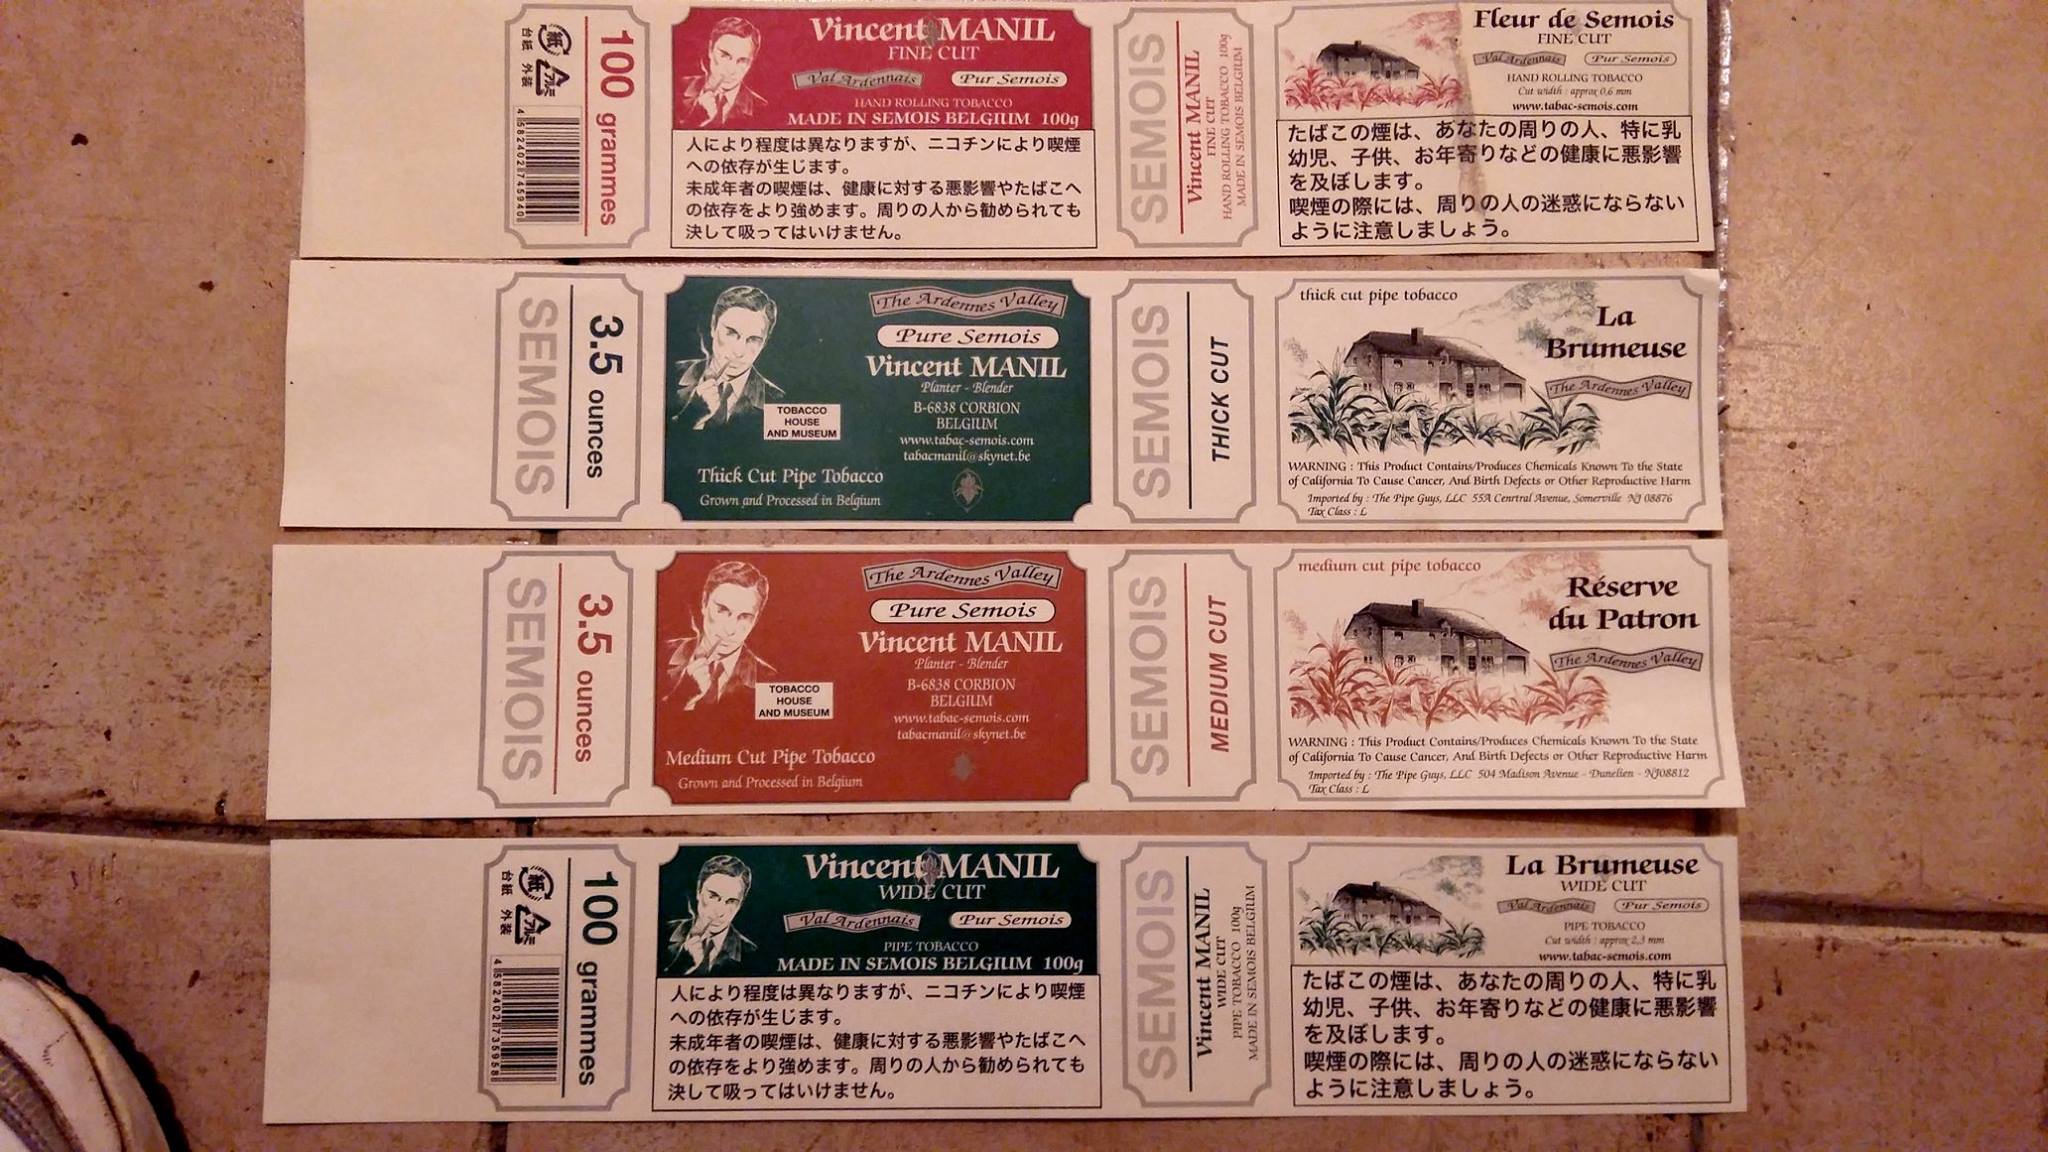 100 grammes
紙
台紙
アルミ
外装
4582402745940
Vincent MANIL
FINE CUT
Val Ardennais
Pur Semois
HAND ROLLING TOBACCO
MADE IN SEMOIS BELGIUM 100g
人により程度は異なりますが、ニコチンにより喫煙
への依存が生じます。
未成年者の喫煙は、健康に対する悪影響やたばこへ
の依存をより強めます。周りの人から勧められても
決して吸ってはいけません。
SEMOIS
Vincent MANIL
FINE CUT
HAND ROLLING TOBACCO 100g
MADE IN SEMOIS BELGIUM
Fleur de Semois
FINE CUT
Val Ardennais
Pur Semois
HAND ROLLING TOBACCO
Cut width : approx 0,6 mm
www.tabac-semois.com
たばこの煙は、あなたの周りの人、特に乳
幼児、子供、お年寄りなどの健康に悪影響
を及ぼします。
喫煙の際には、周りの人の迷惑にならない
ように注意しましょう。
SEMOIS
3.5 ounces
The Ardennes Valley
Pure Semois
Vincent MANIL
Planter - Blender
B-6838 CORBION
BELGIUM
www.tabac-semois.com
tabacmanil@skynet.be
TOBACCO
HOUSE
AND MUSEUM
Thick Cut Pipe Tobacco
Grown and Processed in Belgium
SEMOIS
THICK CUT
thick cut pipe tobacco
La
Brumeuse
The Ardennes Valley
WARNING : This Product Contains/Produces Chemicals Known To the State
of California To Cause Cancer, And Birth Defects or Other Reproductive Harm
Imported by : The Pipe Guys, LLC 55A Cenrtral Avenue, Somerville NJ 08876
Tax Class : L
SEMOIS
3.5 ounces
The Ardennes Valley
Pure Semois
Vincent MANIL
Planter - Blender
B-6838 CORBION
BELGIUM
www.tabac-semois.com
tabacmanil@skynet.be
TOBACCO
HOUSE
AND MUSEUM
Medium Cut Pipe Tobacco
Grown and Processed in Belgium
SEMOIS
MEDIUM CUT
medium cut pipe tobacco
Réserve
du Patron
The Ardennes Valley
WARNING : This Product Contains/Produces Chemicals Known To the State
of California To Cause Cancer, And Birth Defects or Other Reproductive Harm
Imported by : The Pipe Guys, LLC 504 Madison Avenue - Dunellen - NJ08812
Tax Class : L
100 grammes
紙
台紙
アルミ
外装
4582402735958
Vincent MANIL
WIDE CUT
Val Ardennais
Pur Semois
PIPE TOBACCO
MADE IN SEMOIS BELGIUM 100g
人により程度は異なりますが、ニコチンにより喫煙
への依存が生じます。
未成年者の喫煙は、健康に対する悪影響やたばこへ
の依存をより強めます。周りの人から勧められても
決して吸ってはいけません。
SEMOIS
Vincent MANIL
WIDE CUT
PIPE TOBACCO 100g
MADE IN SEMOIS BELGIUM
La Brumeuse
WIDE CUT
Val Ardennais
Pur Semois
PIPE TOBACCO
Cut width : approx 2,3 mm
www.tabac-semois.com
たばこの煙は、あなたの周りの人、特に乳
幼児、子供、お年寄りなどの健康に悪影響
を及ぼします。
喫煙の際には、周りの人の迷惑にならない
ように注意しましょう。